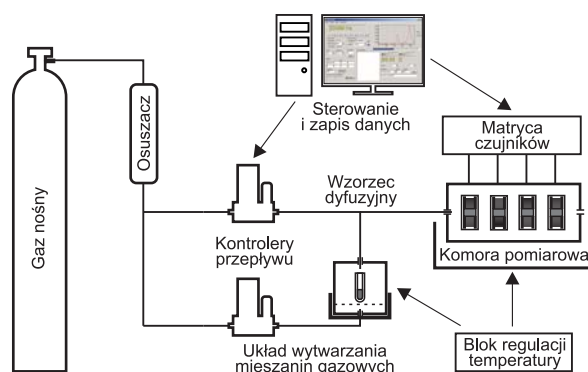 Sterowanie
i zapis danych
Osuszacz
Gaz nośny
Matryca
czujników
Wzorzec
dyfuzyjny
Kontrolery
przepływu
Komora pomiarowa
Układ wytwarzania
mieszanin gazowych
Blok regulacji
temperatury